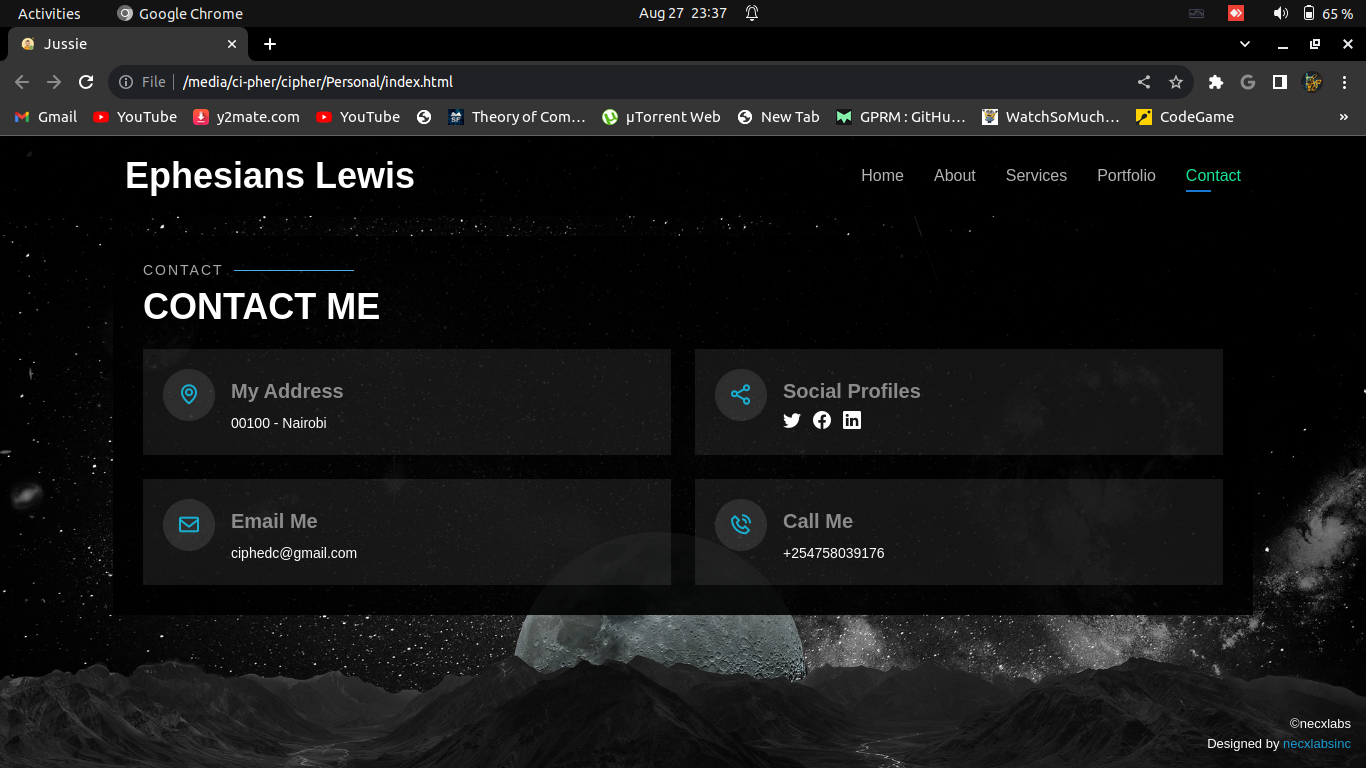 Activities Google Chrome Aug 27 23:37 65 %
Jussie
File /media/ci-pher/cipher/Personal/index.html
Gmail YouTube y2mate.com YouTube Theory of Com… µTorrent Web New Tab GPRM : GitHu… WatchSoMuch… CodeGame »
Ephesians Lewis Home About Services Portfolio Contact
CONTACT
CONTACT ME
My Address
00100 - Nairobi
Social Profiles
Email Me
ciphedc@gmail.com
Call Me
+254758039176
©necxlabs
Designed by necxlabsinc